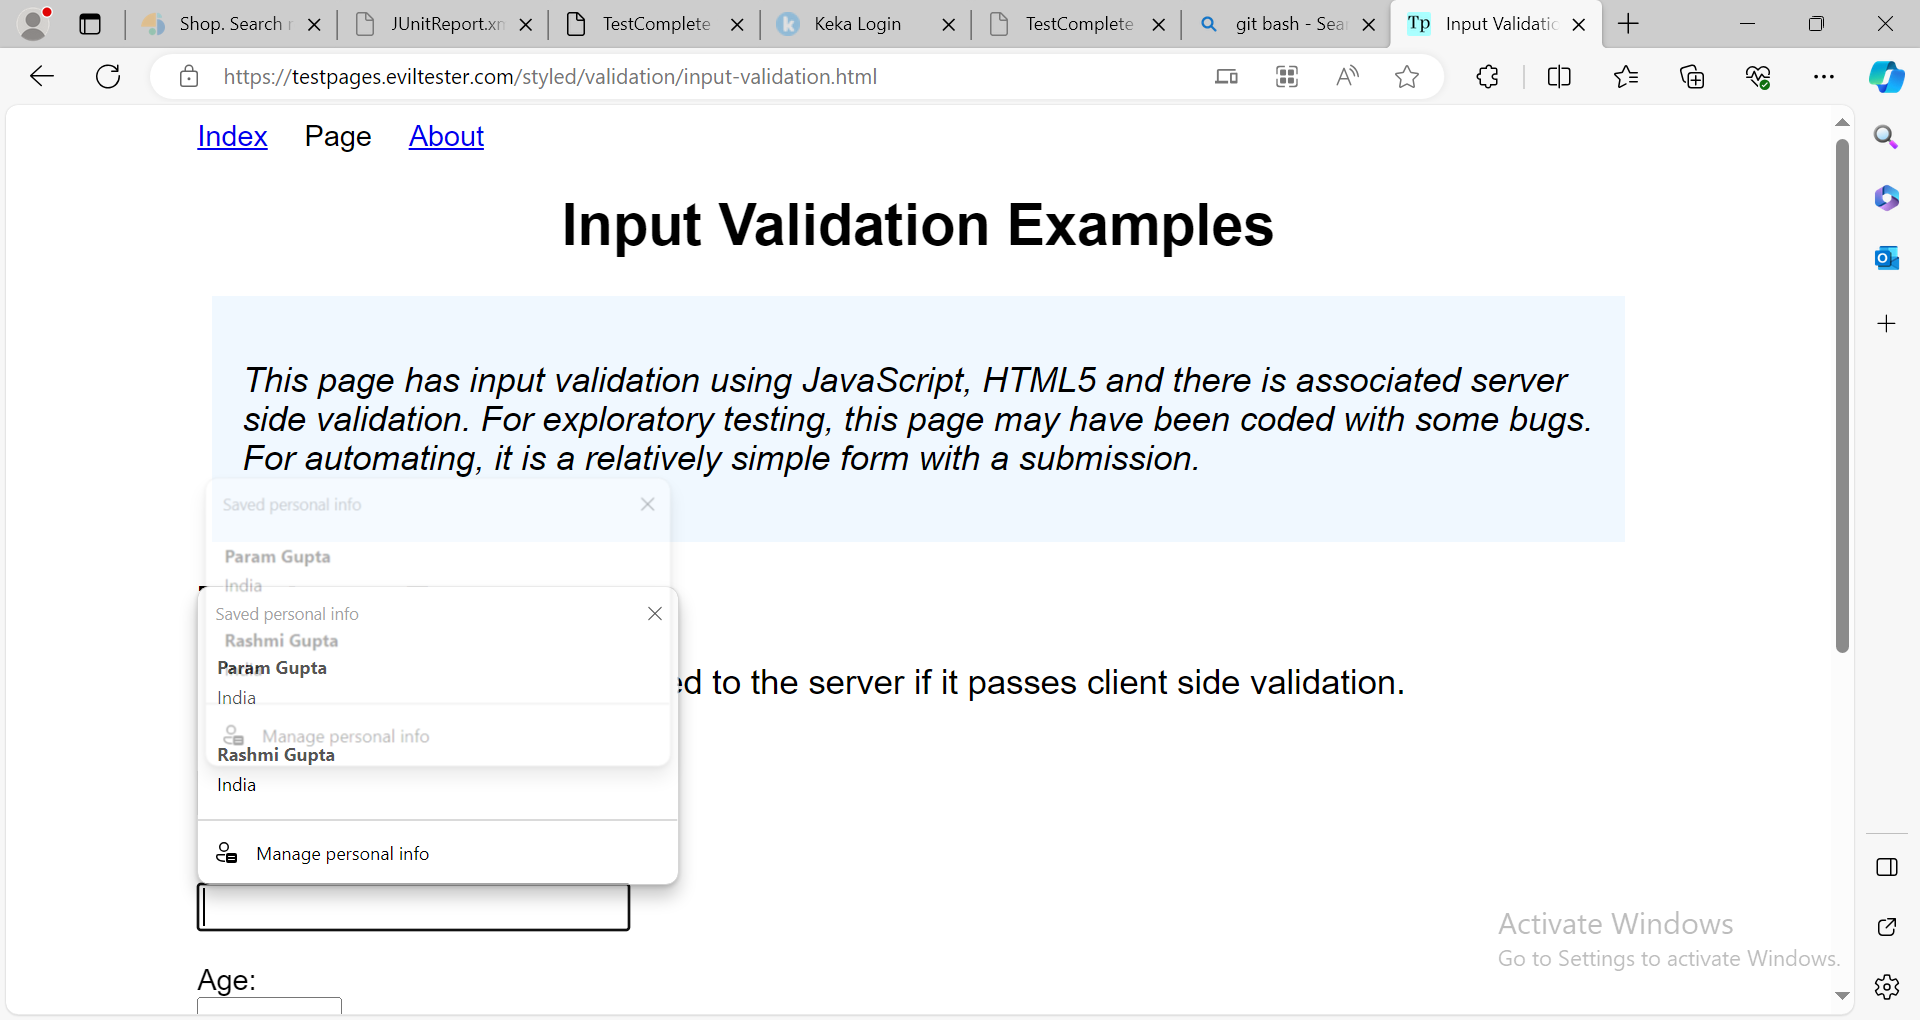 Shop. Search r
JUnitReport.xm
TestComplete
Keka Login
TestComplete
git bash - Sear
Tp Input Validatic
https://testpages.eviltester.com/styled/validation/input-validation.html
Index Page About
Input Validation Examples
This page has input validation using JavaScript, HTML5 and there is associated server
side validation. For exploratory testing, this page may have been coded with some bugs.
For automating, it is a relatively simple form with a submission.
Saved personal info
Param Gupta
India
Saved personal info
Rashmi Gupta
Param Gupta
India
ed to the server if it passes client side validation.
Manage personal info
Rashmi Gupta
India
Manage personal info
Age:
Activate Windows
Go to Settings to activate Windows.